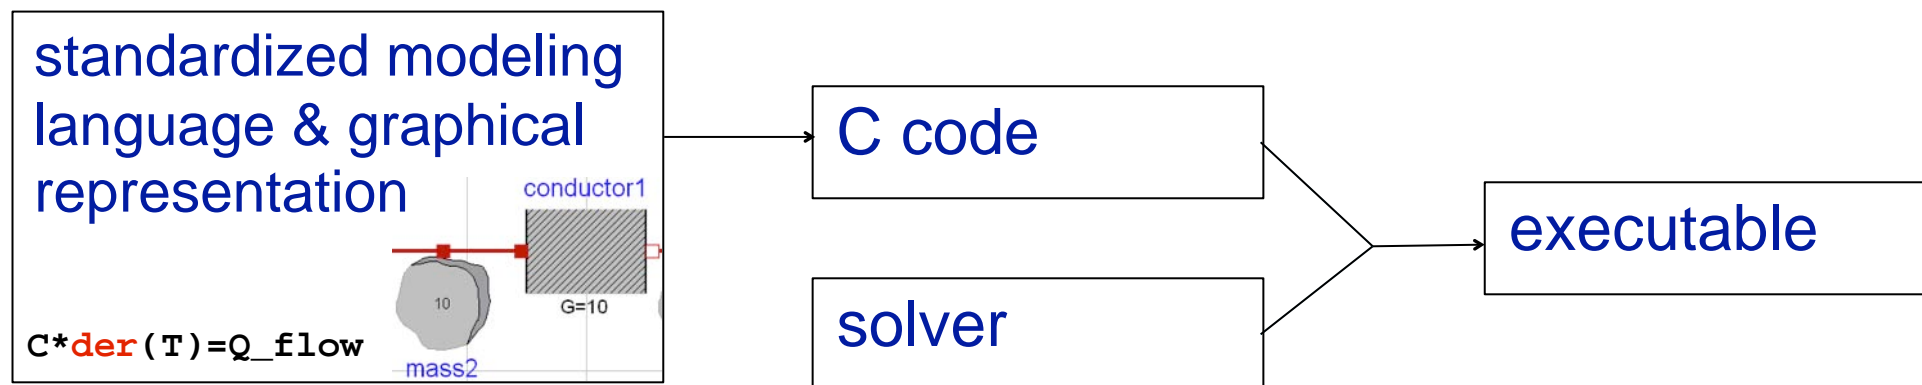 standardized modeling
language & graphical
representation
conductor1
10
G=10
C*der(T)=Q_flow
mass2
C code
solver
executable